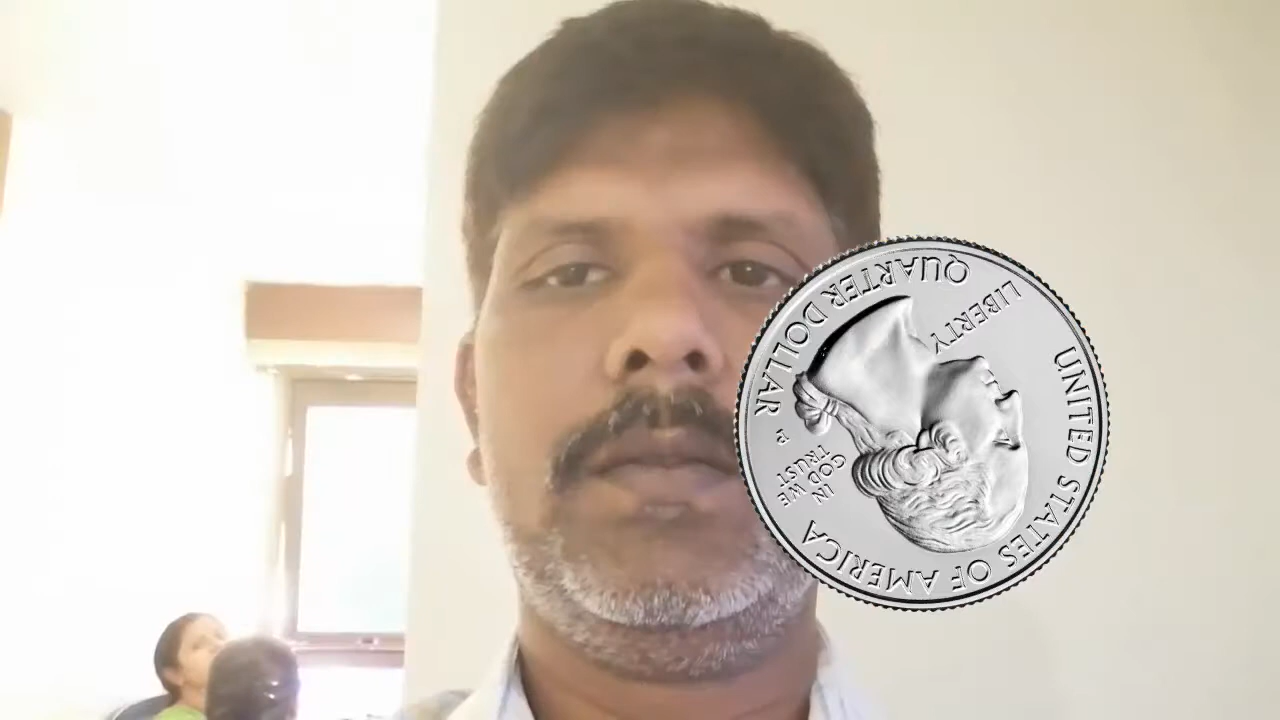 UNITED STATES OF AMERICA
LIBERTY
IN
GOD WE
TRUST
P
QUARTER DOLLAR